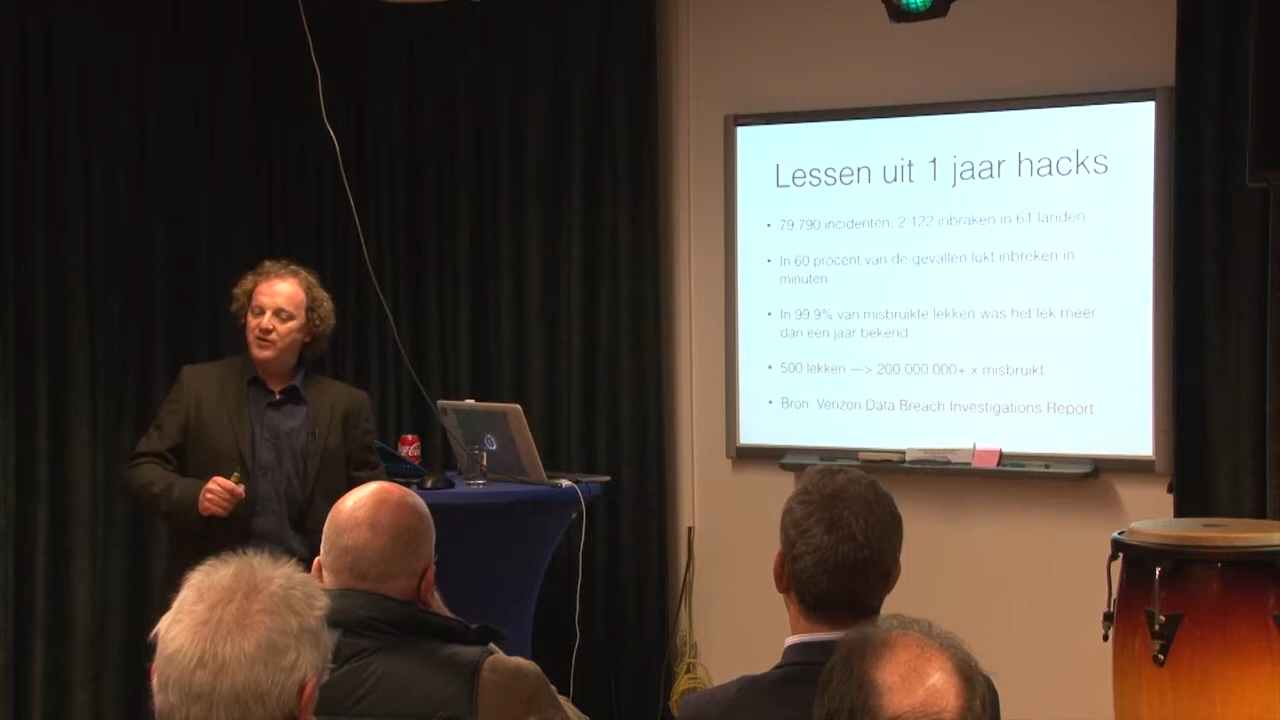 Lessen uit 1 jaar hacks
• 79.790 incidenten, 2.122 inbraken in 61 landen
• In 60 procent van de gevallen lukt inbreken in
minuten
• In 99.9% van misbruikte lekken was het lek meer
dan een jaar bekend
• 500 lekken —> 200.000.000+ x misbruikt
• Bron: Verizon Data Breach Investigations Report